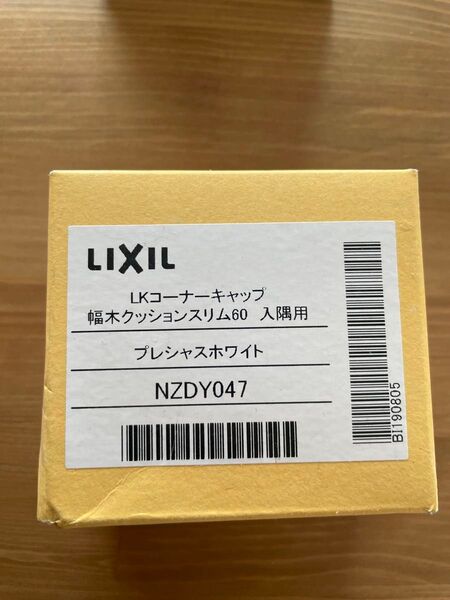 LIXIL
LKコーナーキャップ
幅木クッションスリム60 入隅用
プレシャスホワイト
NZDY047
BI190805